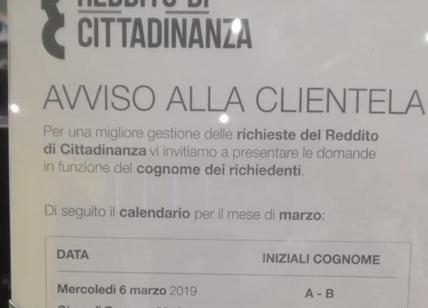 REDDITO DI
CITTADINANZA
AVVISO ALLA CLIENTELA
Per una migliore gestione delle richieste del Reddito
di Cittadinanza vi invitiamo a presentare le domande
in funzione del cognome dei richiedenti.
Di seguito il calendario per il mese di marzo:
DATA INIZIALI COGNOME
Mercoledì 6 marzo 2019 A - B